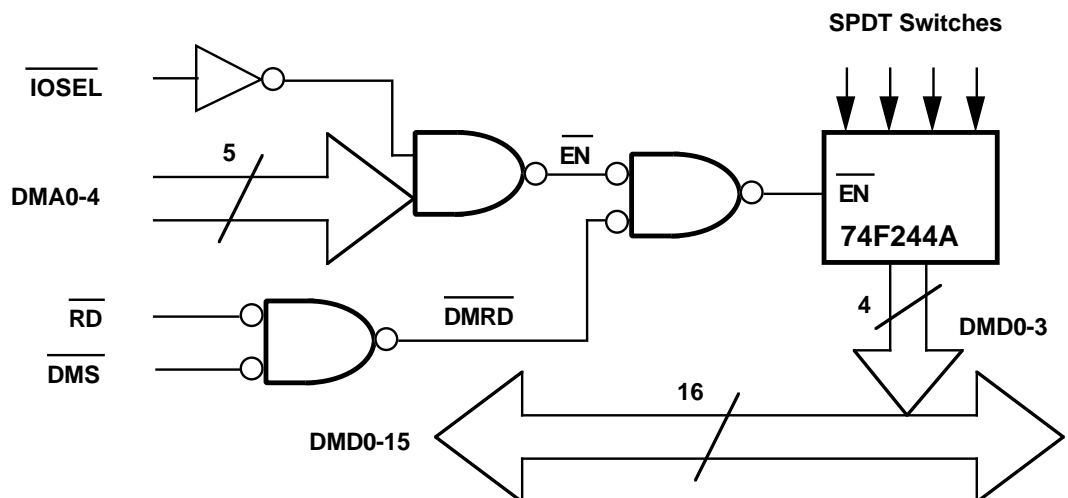 SPDT Switches
IOSEL
5
EN
DMA0-4
EN
74F244A
RD
DMRD
4
DMD0-3
DMS
16
DMD0-15